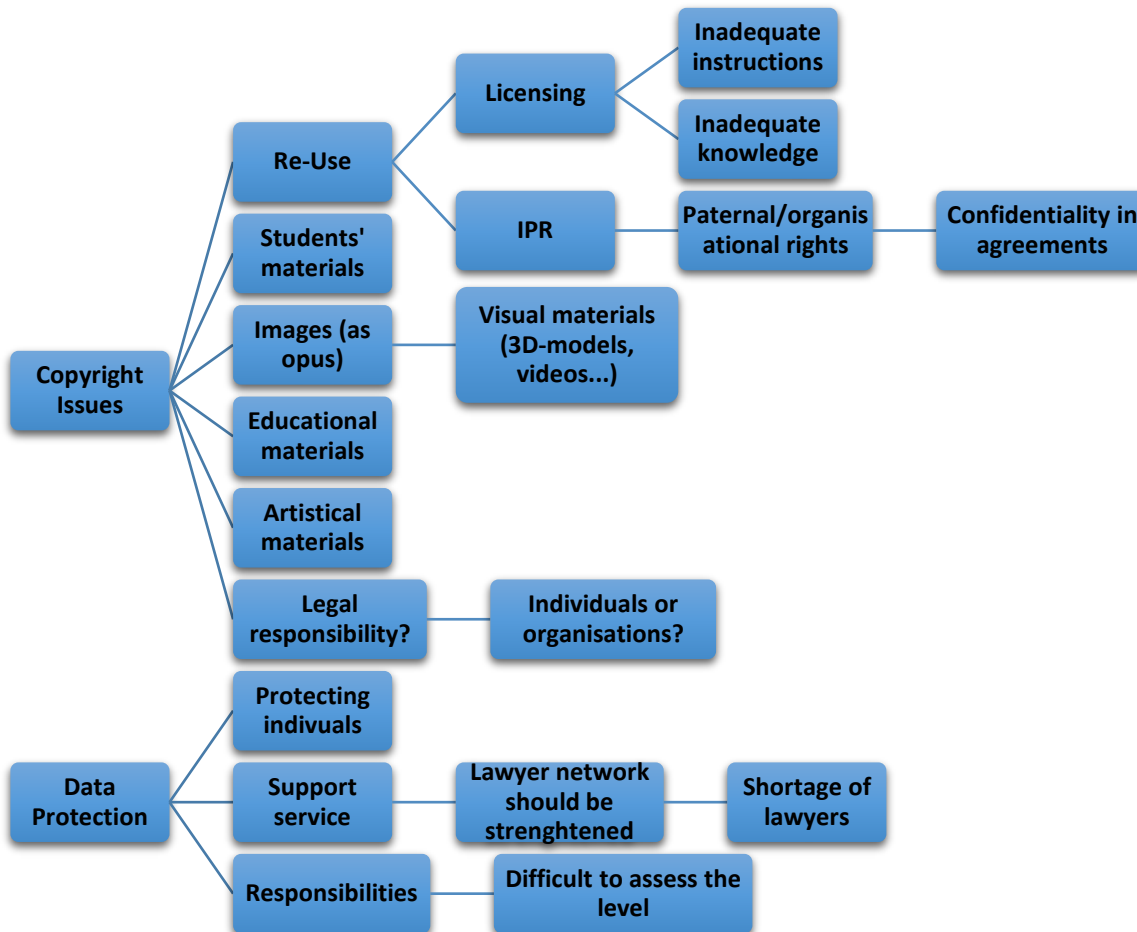 Inadequate
instructions
Licensing
Inadequate
knowledge
Re-Use
IPR
Paternal/organis
ational rights
Confidentiality in
agreements
Students'
materials
Images (as
opus)
Visual materials
(3D-models,
videos...)
Copyright
Issues
Educational
materials
Artistical
materials
Legal
responsibility?
Individuals or
organisations?
Protecting
indivuals
Data
Protection
Support
service
Lawyer network
should be
strenghtened
Shortage of
lawyers
Responsibilities
Difficult to assess the
level